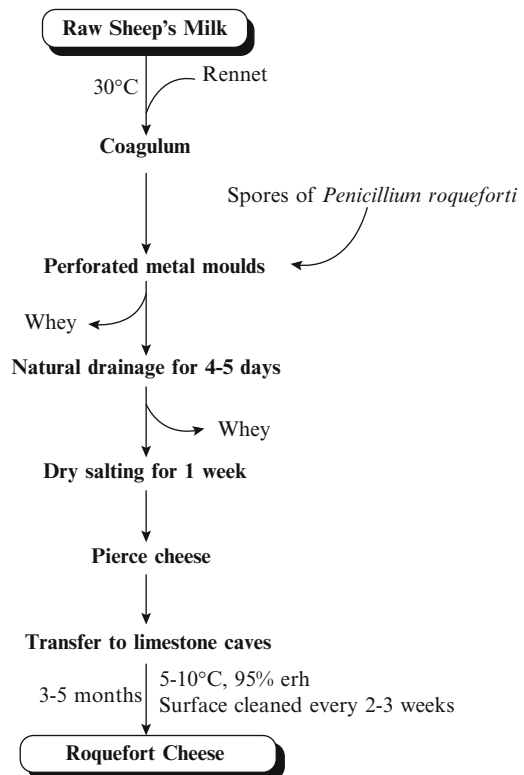 Raw Sheep's Milk
30°C
Rennet
Coagulum
Spores of Penicillium roqueforti
Perforated metal moulds
Whey
Natural drainage for 4-5 days
Whey
Dry salting for 1 week
Pierce cheese
Transfer to limestone caves
3-5 months
5-10°C, 95% erh
Surface cleaned every 2-3 weeks
Roquefort Cheese